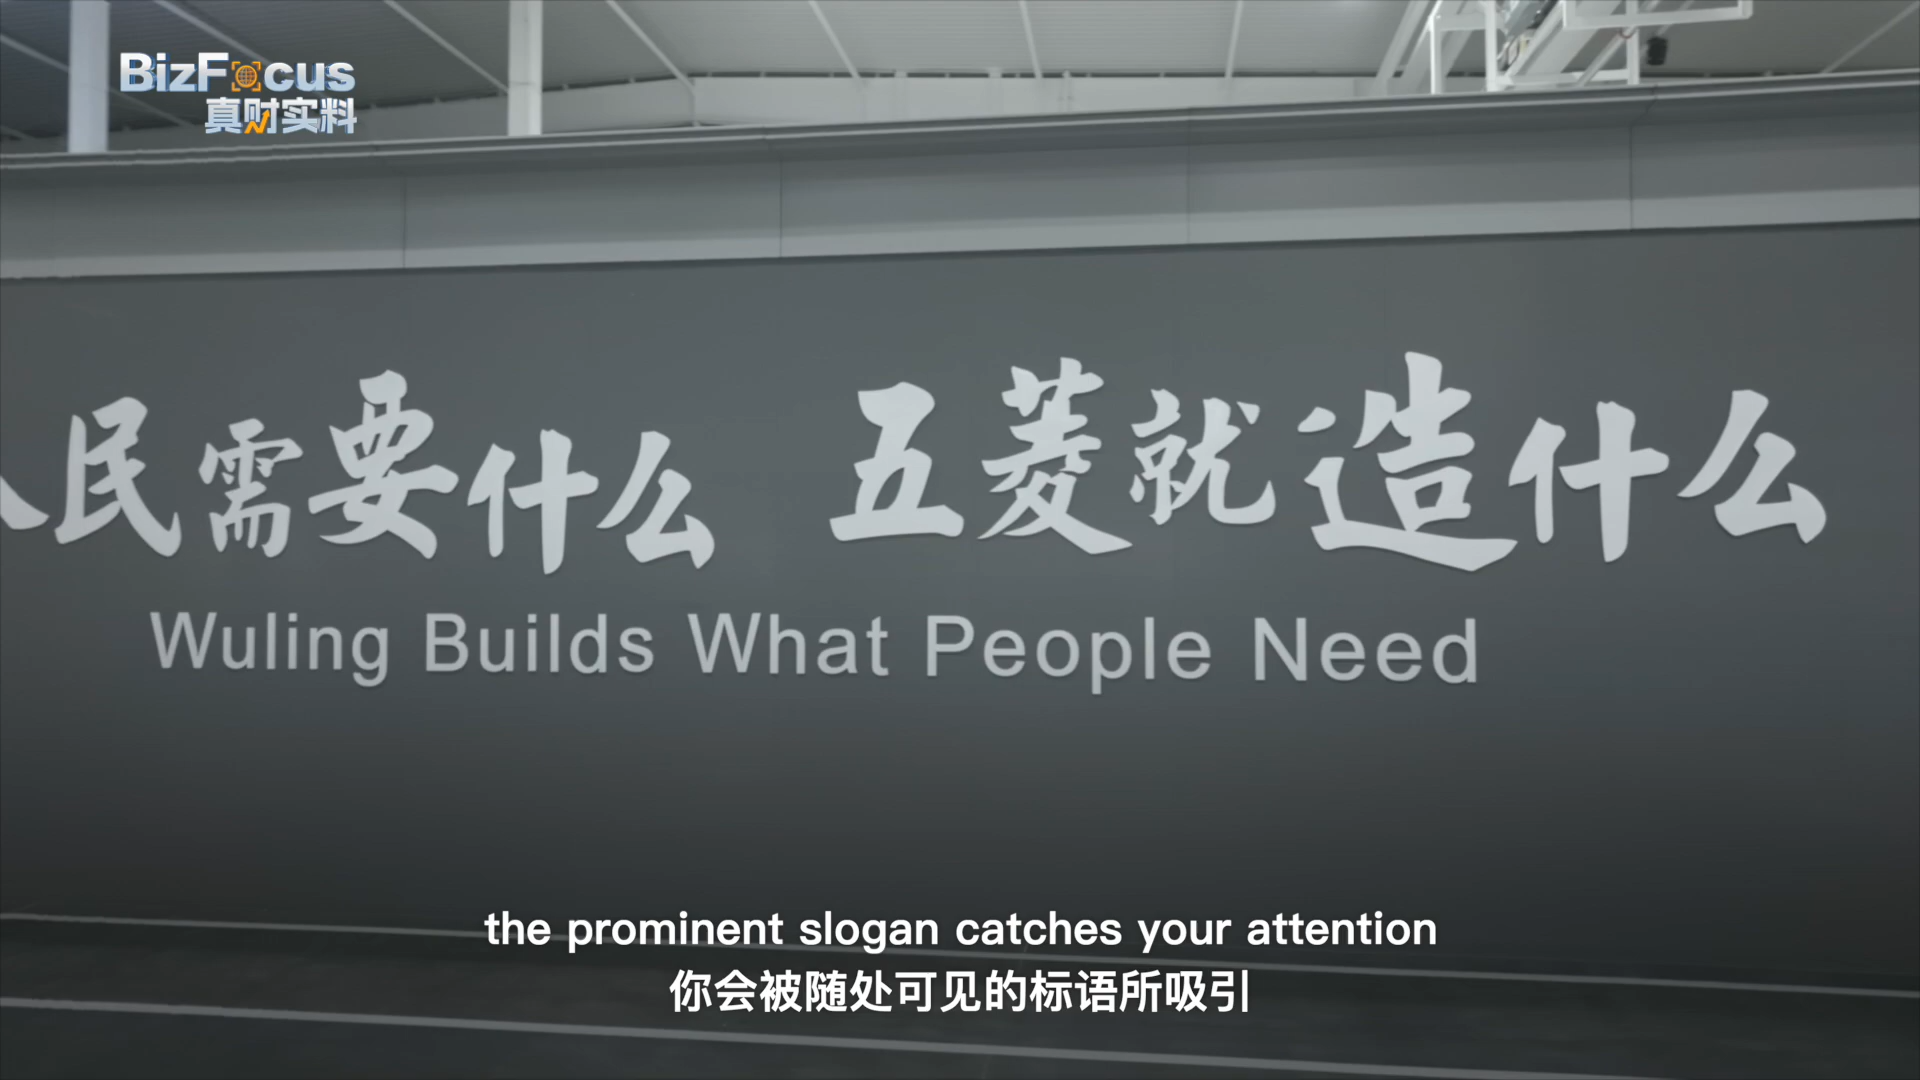 BizFocus
真财实料
人民需要什么 五菱就造什么
Wuling Builds What People Need
the prominent slogan catches your attention
你会被随处可见的标语所吸引